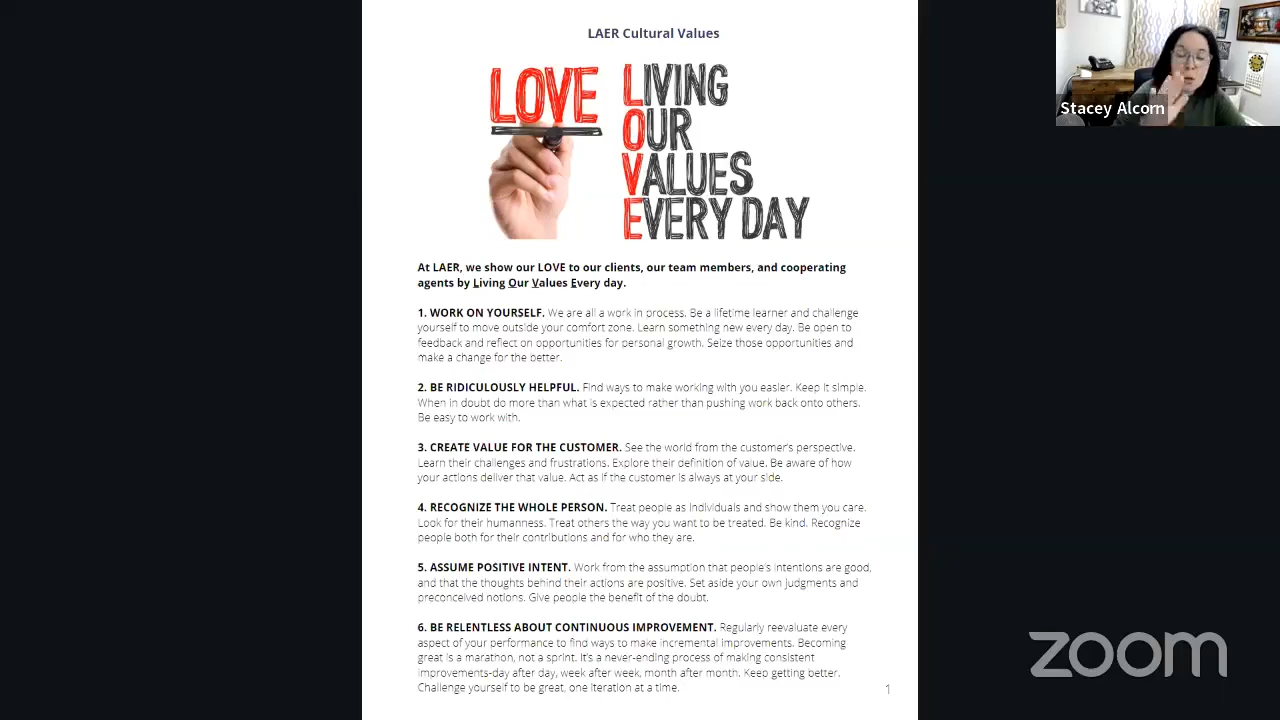 LAER Cultural Values
LOVE
LIVING
OUR
VALUES
EVERY DAY
At LAER, we show our LOVE to our clients, our team members, and cooperating
agents by Living Our Values Every day.
1. WORK ON YOURSELF. We are all a work in process. Be a lifetime learner and challenge
yourself to move outside your comfort zone. Learn something new every day. Be open to
feedback and reflect on opportunities for personal growth. Seize those opportunities and
make a change for the better.
2. BE RIDICULOUSLY HELPFUL. Find ways to make working with you easier. Keep it simple.
When in doubt do more than what is expected rather than pushing work back onto others.
Be easy to work with.
3. CREATE VALUE FOR THE CUSTOMER. See the world from the customer's perspective.
Learn their challenges and frustrations. Explore their definition of value. Be aware of how
your actions deliver that value. Act as if the customer is always at your side.
4. RECOGNIZE THE WHOLE PERSON. Treat people as individuals and show them you care.
Look for their humanness. Treat others the way you want to be treated. Be kind. Recognize
people both for their contributions and for who they are.
5. ASSUME POSITIVE INTENT. Work from the assumption that people's intentions are good,
and that the thoughts behind their actions are positive. Set aside your own judgments and
preconceived notions. Give people the benefit of the doubt.
6. BE RELENTLESS ABOUT CONTINUOUS IMPROVEMENT. Regularly reevaluate every
aspect of your performance to find ways to make incremental improvements. Becoming
great is a marathon, not a sprint. It's a never-ending process of making consistent
improvements-day after day, week after week, month after month. Keep getting better.
Challenge yourself to be great, one iteration at a time.
1
Stacey Alcorn
zoom